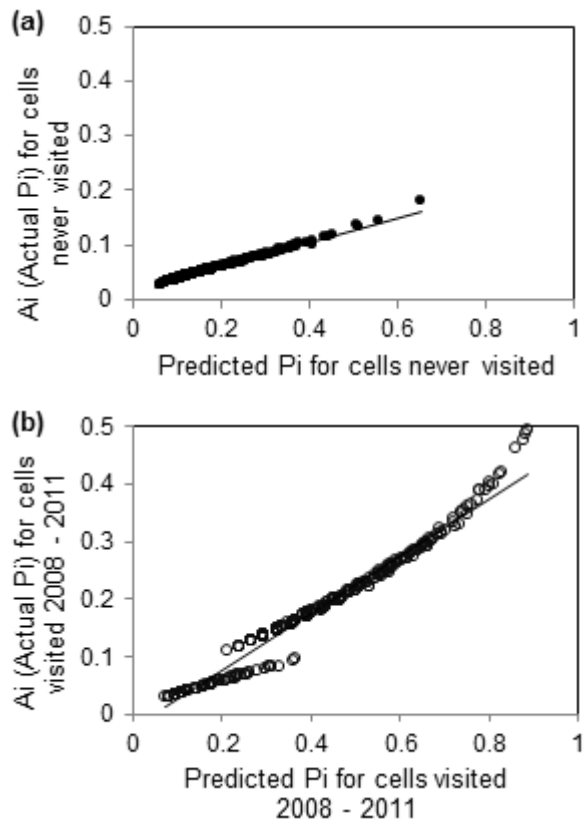 (a)
0.5
0.4
0.3
0.2
0.1
0
Ai (Actual Pi) for cells
never visited
0 0.2 0.4 0.6 0.8 1
Predicted Pi for cells never visited
(b)
0.5
0.4
0.3
0.2
0.1
0
Ai (Actual Pi) for cells
visited 2008 - 2011
0 0.2 0.4 0.6 0.8 1
Predicted Pi for cells visited
2008 - 2011